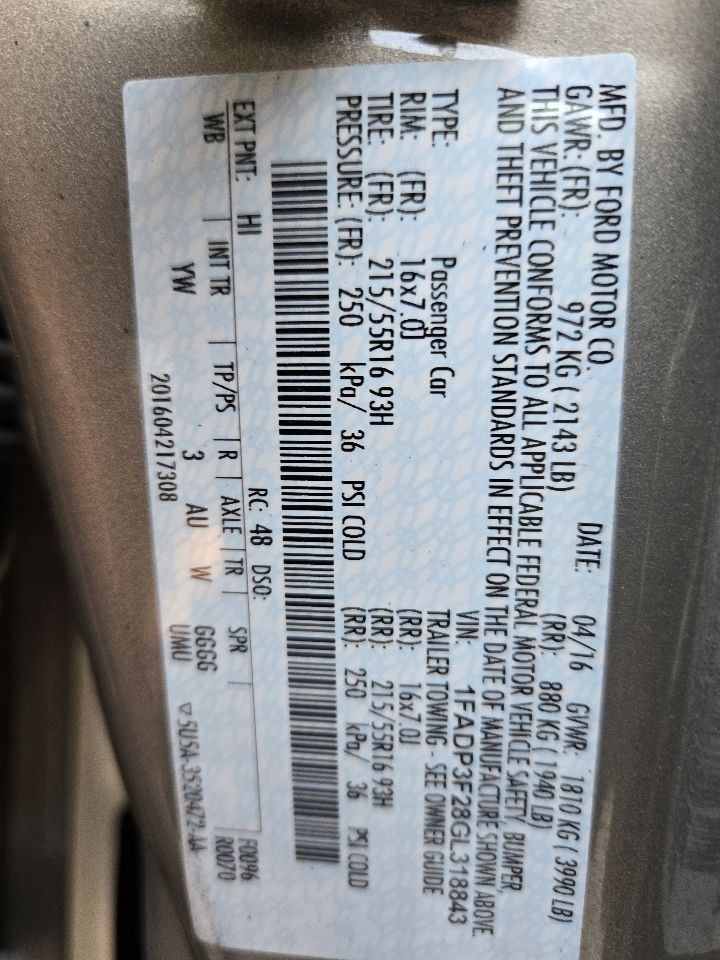 MFD. BY FORD MOTOR CO.
DATE: 04/16 GVWR: 1810 KG ( 3990 LB)
GAWR: (FR): 972 KG ( 2143 LB) (RR): 880 KG ( 1940 LB)
THIS VEHICLE CONFORMS TO ALL APPLICABLE FEDERAL MOTOR VEHICLE SAFETY, BUMPER,
AND THEFT PREVENTION STANDARDS IN EFFECT ON THE DATE OF MANUFACTURE SHOWN ABOVE.
VIN: 1FADP3F28GL318843
TYPE: Passenger Car TRAILER TOWING - SEE OWNER GUIDE
RIM: (FR): 16x7.0J (RR): 16x7.0J
TIRE: (FR): 215/55R16 93H (RR): 215/55R16 93H
PRESSURE: (FR): 250 kPa/ 36 PSI COLD (RR): 250 kPa/ 36 PSI COLD
EXT PNT: HI RC: 48 DSO: F0096
R0070
WB INT TR TP/PS R AXLE TR SPR
YW 3 AU W GGGG
UMU
201604217308 ▽5U5A-3520472-AA